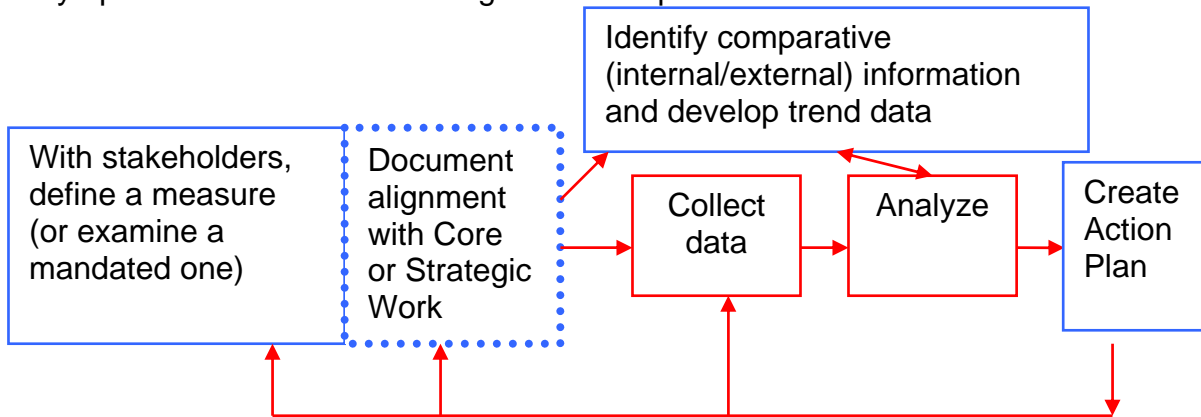 Identify comparative
(internal/external) information
and develop trend data
With stakeholders,
define a measure
(or examine a
mandated one)
Document
alignment
with Core
or Strategic
Work
Collect
data
Analyze
Create
Action
Plan